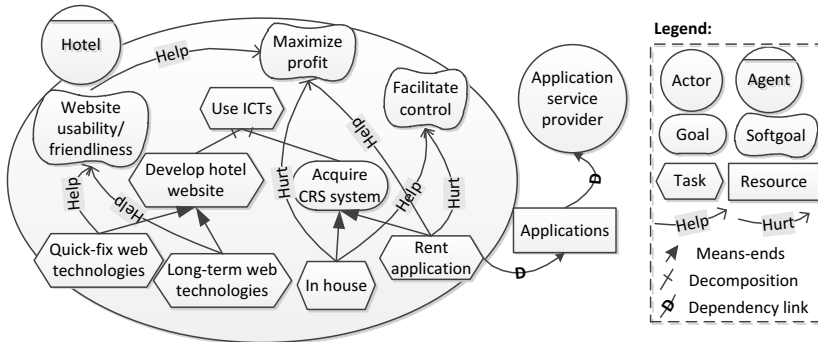 Hotel
Help
Maximize
profit
Use ICTs
Facilitate
control
Website
usability/
friendliness
Help
Develop hotel
website
Acquire
CRS system
Help
Help
Hurt
Help
Hurt
Quick-fix web
technologies
Long-term web
technologies
In house
Rent
application
D
Application
service
provider
D
Applications
Legend:
Actor
Agent
Goal
Softgoal
Task
Resource
Help
Hurt
Means-ends
Decomposition
D
Dependency link